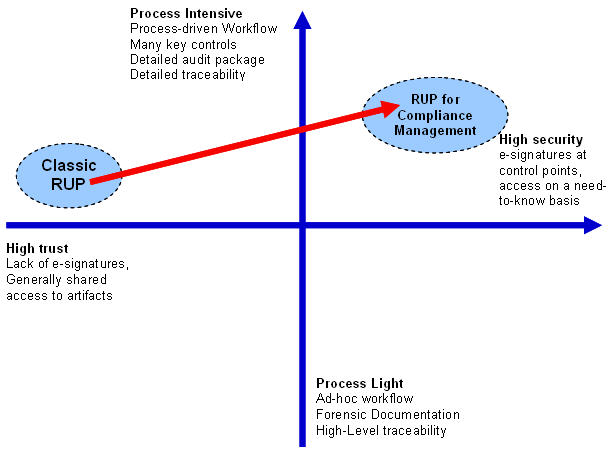 Process Intensive
Process-driven Workflow
Many key controls
Detailed audit package
Detailed traceability
RUP for
Compliance
Management
High security
e-signatures at
control points,
access on a need-
to-know basis
Classic
RUP
High trust
Lack of e-signatures,
Generally shared
access to artifacts
Process Light
Ad-hoc workflow
Forensic Documentation
High-Level traceability